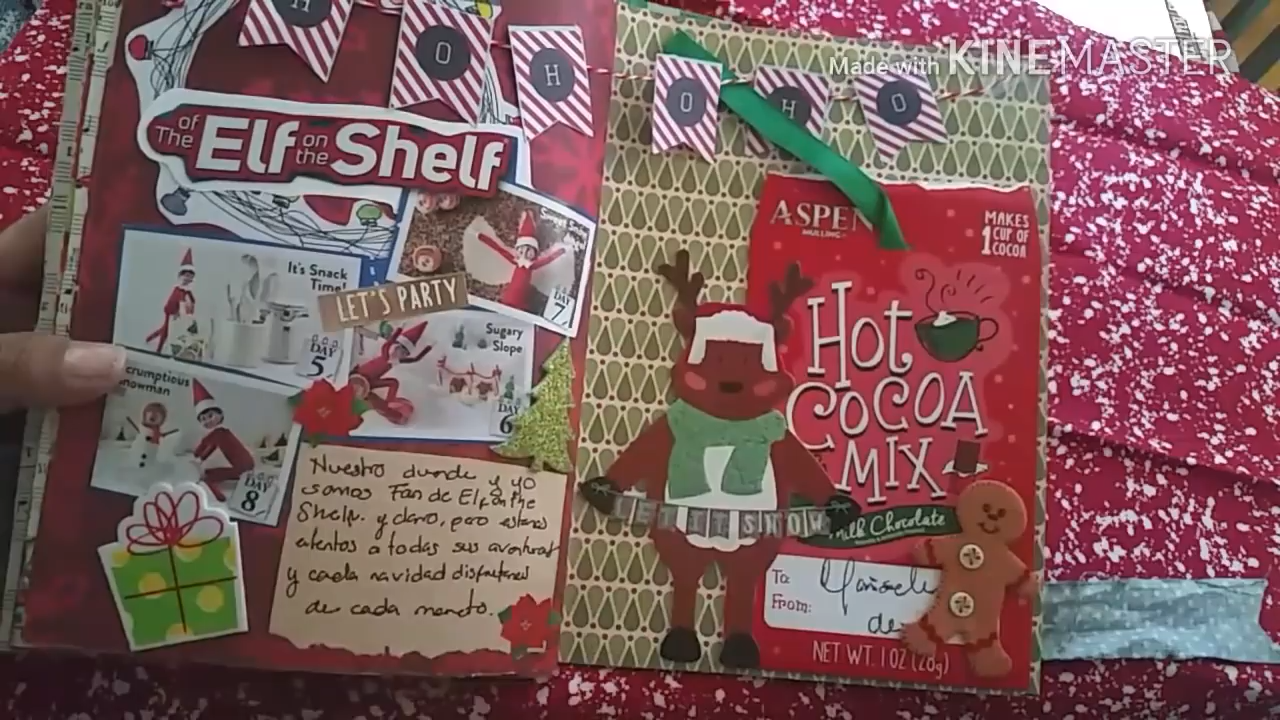 Made with KINEMASTER
H O H
O H O
of
The Elf on the Shelf
It's Snack Time!
DAY 5
LET'S PARTY
DAY 7
Sugary Slope
DAY 6
DAY 8
Nuestro duende y yo
somos Fan de Elf on the
Shelf. y claro, pero estamos
atentos a todas sus aventuras
y cada navidad disfrutamos
de cada momento.
ASPEN
MULLING
MAKES 1 CUP OF COCOA
Hot
COCOA
MIX
Milk Chocolate
LET IT SNOW
To:
From:
de
NET WT. 1 OZ (28g)